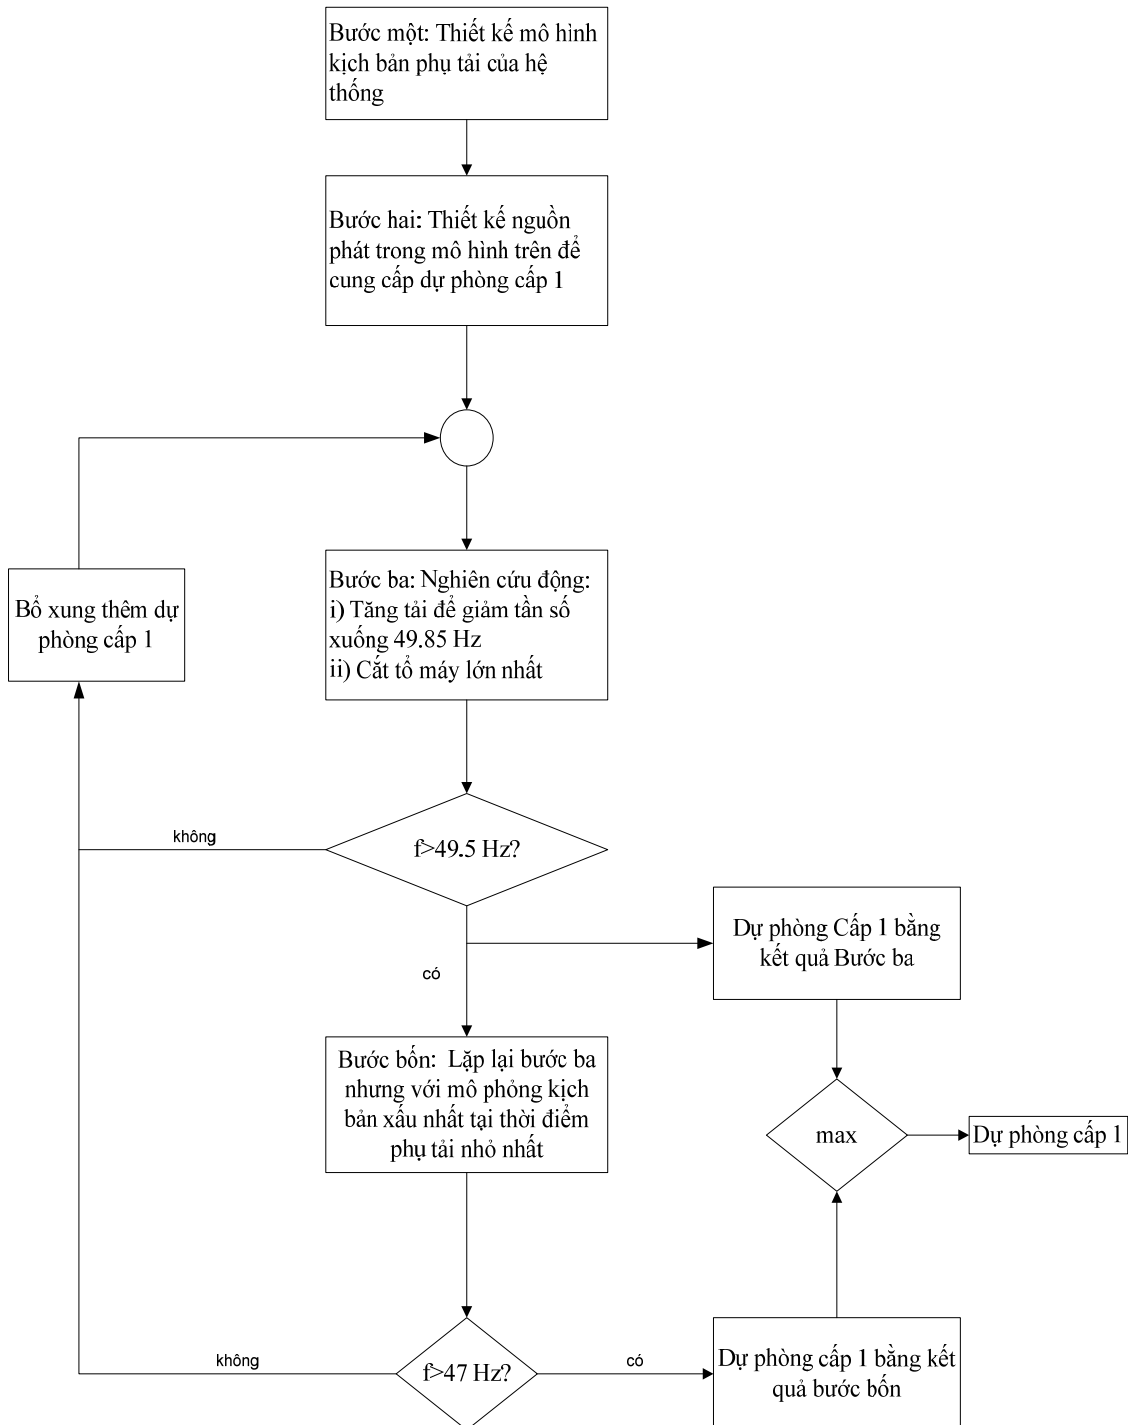 Bước một: Thiết kế mô hình
kịch bản phụ tải của hệ
thống
Bước hai: Thiết kế nguồn
phát trong mô hình trên để
cung cấp dự phòng cấp 1
Bổ xung thêm dự
phòng cấp 1
Bước ba: Nghiên cứu động:
i) Tăng tải để giảm tần số
xuống 49.85 Hz
ii) Cắt tổ máy lớn nhất
không
f>49.5 Hz?
có
Dự phòng Cấp 1 bằng
kết quả Bước ba
Bước bốn: Lặp lại bước ba
nhưng với mô phỏng kịch
bản xấu nhất tại thời điểm
phụ tải nhỏ nhất
max
Dự phòng cấp 1
không
f>47 Hz?
có
Dự phòng cấp 1 bằng kết
quả bước bốn